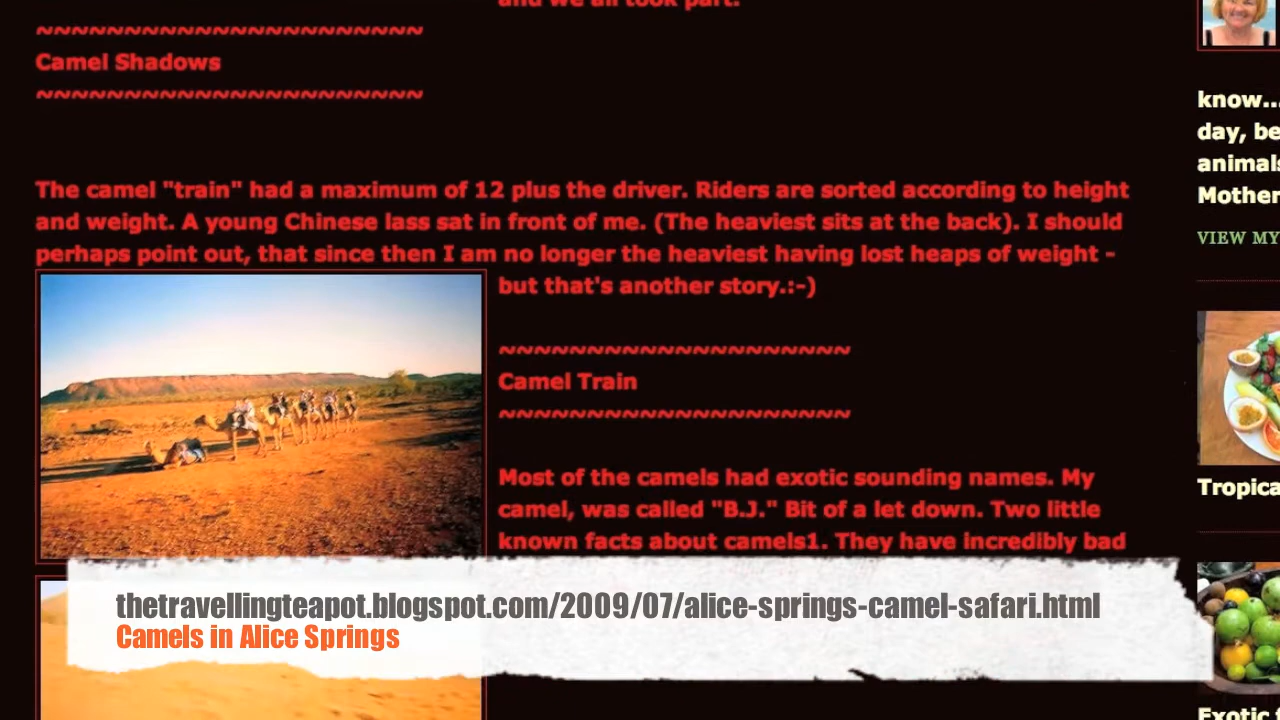 and we all took part.
~~~~~~~~~~~~~~~~~~~~~~
Camel Shadows
~~~~~~~~~~~~~~~~~~~~~~
The camel "train" had a maximum of 12 plus the driver. Riders are sorted according to height
and weight. A young Chinese lass sat in front of me. (The heaviest sits at the back). I should
perhaps point out, that since then I am no longer the heaviest having lost heaps of weight -
but that's another story.:-)
~~~~~~~~~~~~~~~~~~~~
Camel Train
~~~~~~~~~~~~~~~~~~~~
Most of the camels had exotic sounding names. My
camel, was called "B.J." Bit of a let down. Two little
known facts about camels1. They have incredibly bad
thetravellingteapot.blogspot.com/2009/07/alice-springs-camel-safari.html
Camels in Alice Springs
know...
day, be
animals
Mother
VIEW MY
Tropica
Exotic